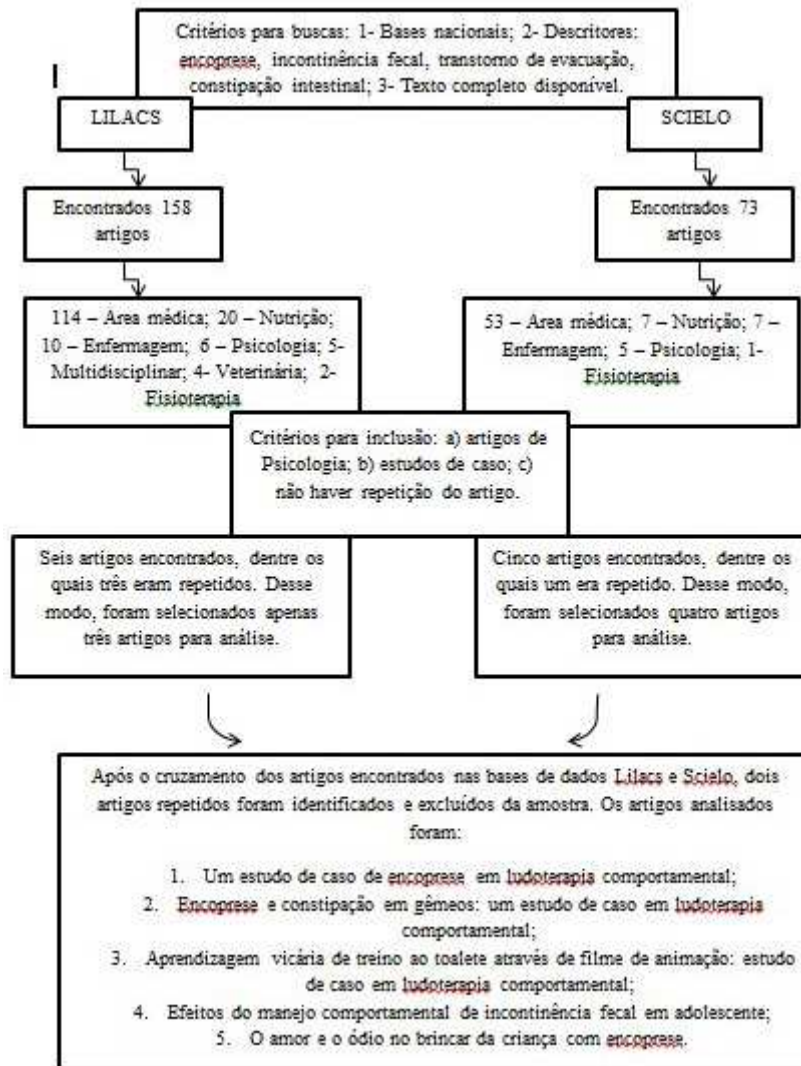 Critérios para buscas: 1- Bases nacionais; 2- Descritores:
encoprese, incontinência fecal, transtorno de evacuação,
constipação intestinal; 3- Texto completo disponível.
LILACS
SCIELO
Encontrados 158
artigos
Encontrados 73
artigos
114 – Area médica; 20 – Nutrição;
10 – Enfermagem; 6 – Psicologia; 5-
Multidisciplinar; 4- Veterinária; 2-
Fisioterapia
53 – Area médica; 7 – Nutrição; 7 –
Enfermagem; 5 – Psicologia; 1-
Fisioterapia
Critérios para inclusão: a) artigos de
Psicologia; b) estudos de caso; c)
não haver repetição do artigo.
Seis artigos encontrados, dentre os
quais três eram repetidos. Desse
modo, foram selecionados apenas
três artigos para análise.
Cinco artigos encontrados, dentre os
quais um era repetido. Desse modo,
foram selecionados quatro artigos
para análise.
Após o cruzamento dos artigos encontrados nas bases de dados Lilacs e Scielo, dois
artigos repetidos foram identificados e excluídos da amostra. Os artigos analisados
foram:
1. Um estudo de caso de encoprese em ludoterapia comportamental;
2. Encoprese e constipação em gêmeos: um estudo de caso em ludoterapia
comportamental;
3. Aprendizagem vicária de treino ao toalete através de filme de animação: estudo
de caso em ludoterapia comportamental;
4. Efeitos do manejo comportamental de incontinência fecal em adolescente;
5. O amor e o ódio no brincar da criança com encoprese.